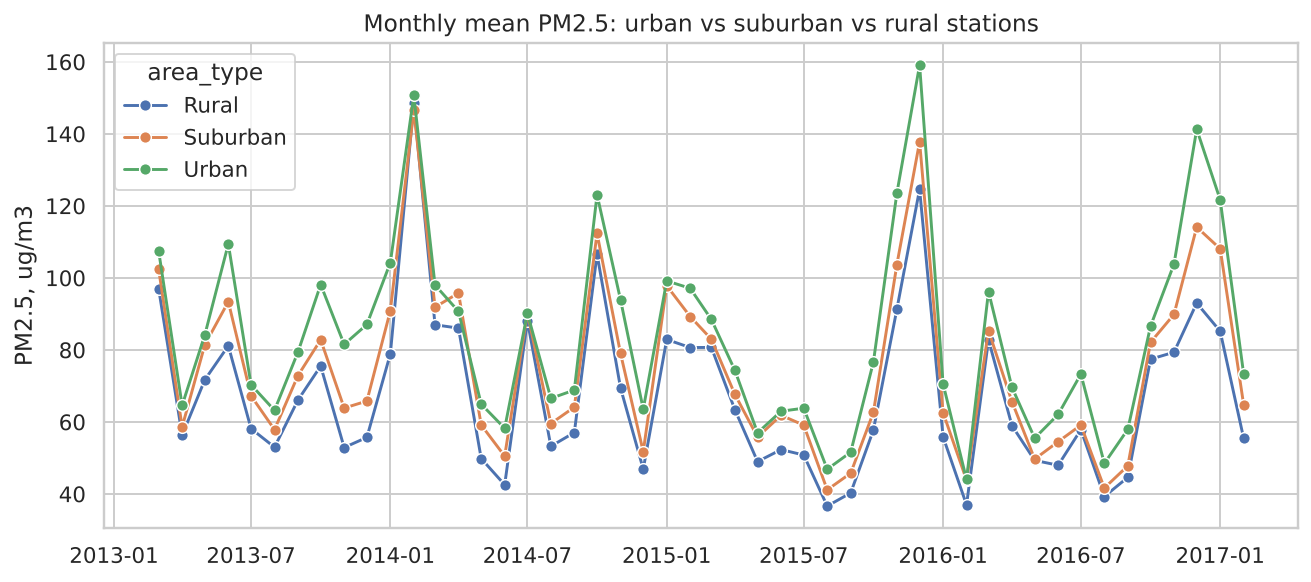 Monthly mean PM2.5: urban vs suburban vs rural stations
area_type
Rural
Suburban
Urban
PM2.5, ug/m3
160
140
120
100
80
60
40
2013-01 2013-07 2014-01 2014-07 2015-01 2015-07 2016-01 2016-07 2017-01